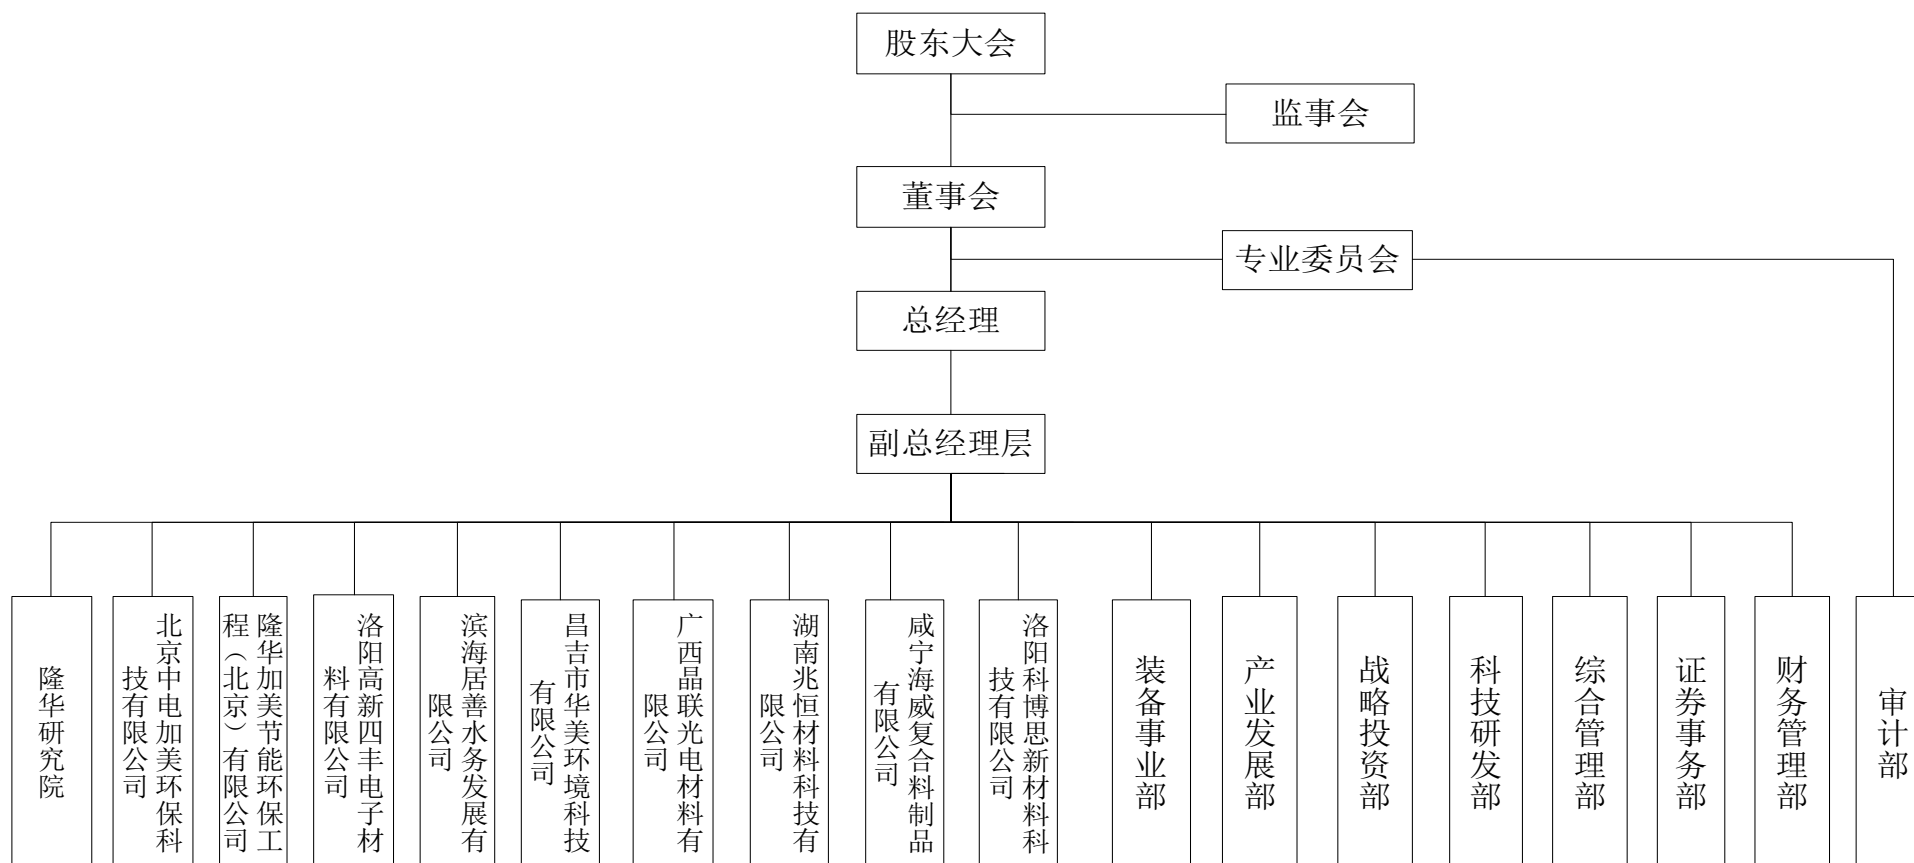 股东大会
监事会
董事会
专业委员会
总经理
副总经理层
隆华研究院
北京中电加美环保科
技有限公司
隆华加美节能环保工
程（北京）有限公司
洛阳高新四丰电子材
料有限公司
滨海居善水务发展有
限公司
昌吉市华美环境科技
有限公司
广西晶联光电材料有
限公司
湖南兆恒材料科技有
限公司
咸宁海威复合料制品
有限公司
洛阳科博思新材料科
技有限公司
装备事业部
产业发展部
战略投资部
科技研发部
综合管理部
证券事务部
财务管理部
审计部